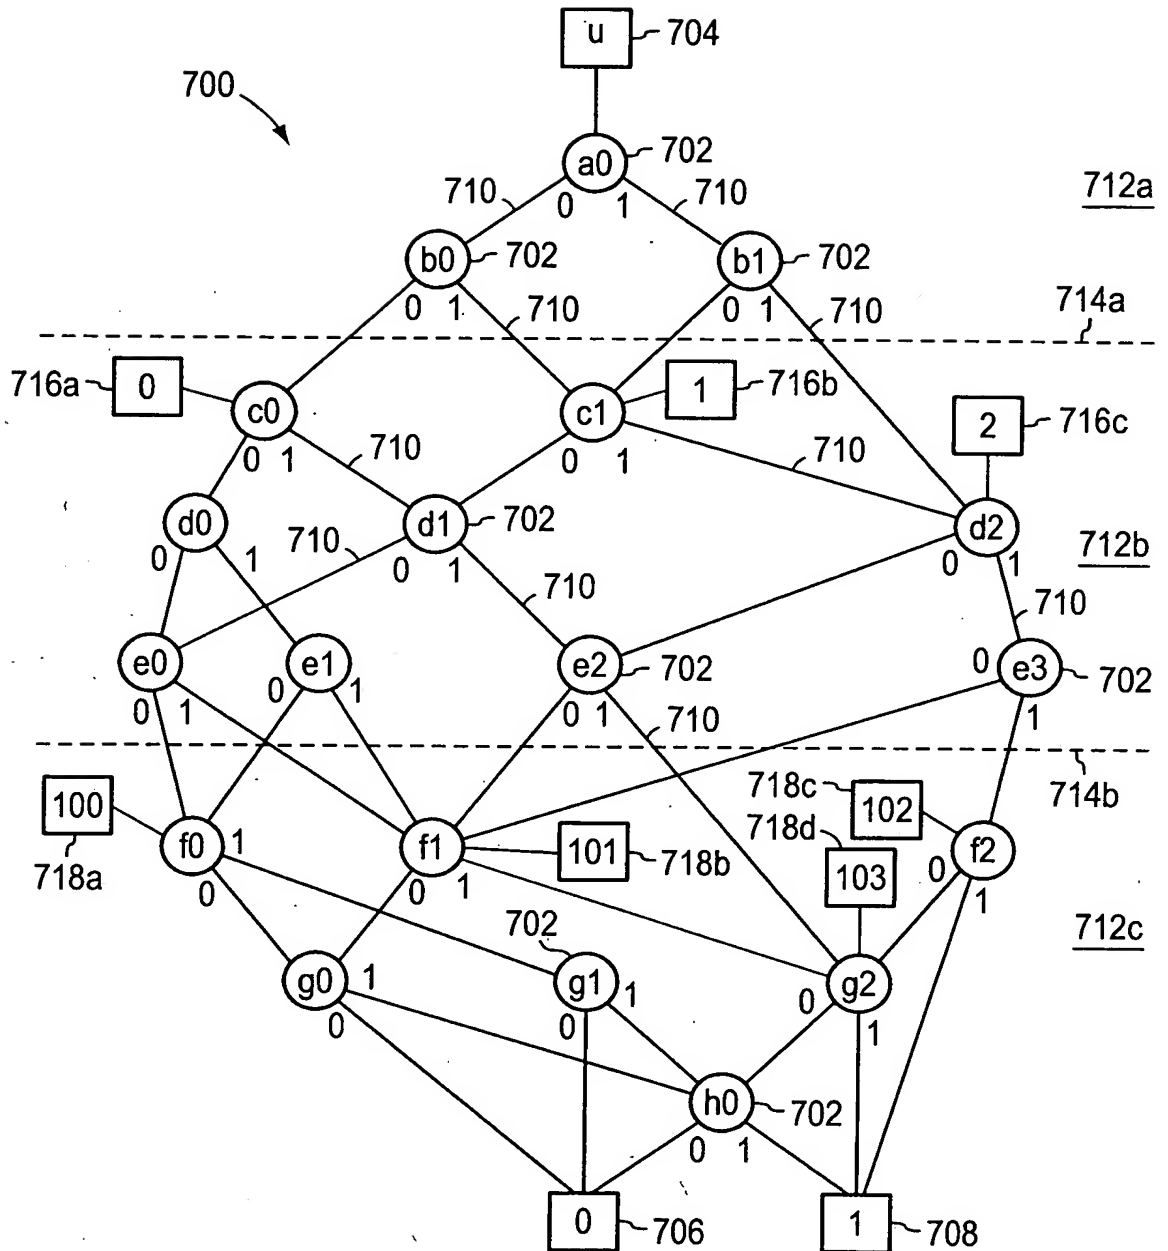 u 704
700
a0 702
710 0 1 710 712a
b0 702 b1 702
0 1 710 0 1 710 714a
716a 0 c0 c1 1 716b 2 716c
0 1 710 0 1 710
d0 d1 702 d2 712b
0 1 710 0 1 710 0 1 710
e0 e1 e2 702 0 e3 702
0 1 0 1 0 1 710 1
714b
100 718a f0 1 f1 101 718b 718c 102 718d 103 f2
0 0 1 0 1
702 712c
g0 1 g1 1 0 g2
0 0 1
h0 702
0 1
0 706 1 708